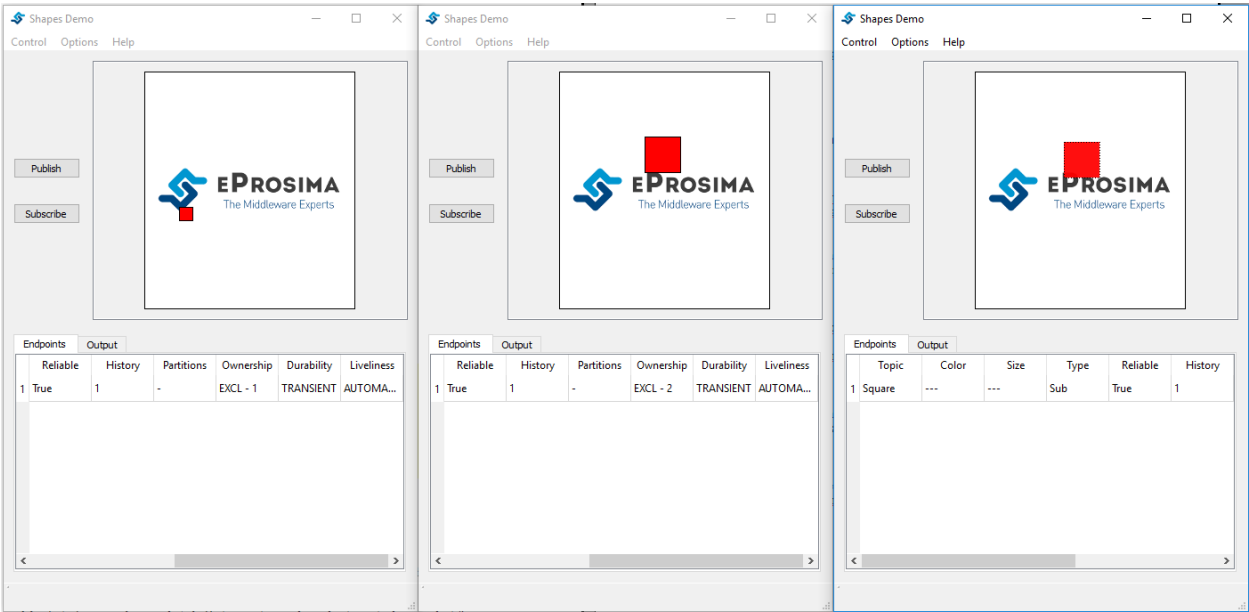 Shapes Demo
Control Options Help
Publish
Subscribe
EPROSIMA
The Middleware Experts
Endpoints Output
Reliable History Partitions Ownership Durability Liveliness
1 True 1 - EXCL - 1 TRANSIENT AUTOMA...
Shapes Demo
Control Options Help
Publish
Subscribe
EPROSIMA
The Middleware Experts
Endpoints Output
Reliable History Partitions Ownership Durability Liveliness
1 True 1 - EXCL - 2 TRANSIENT AUTOMA...
Shapes Demo
Control Options Help
Publish
Subscribe
EPROSIMA
The Middleware Experts
Endpoints Output
Topic Color Size Type Reliable History
1 Square --- --- Sub True 1